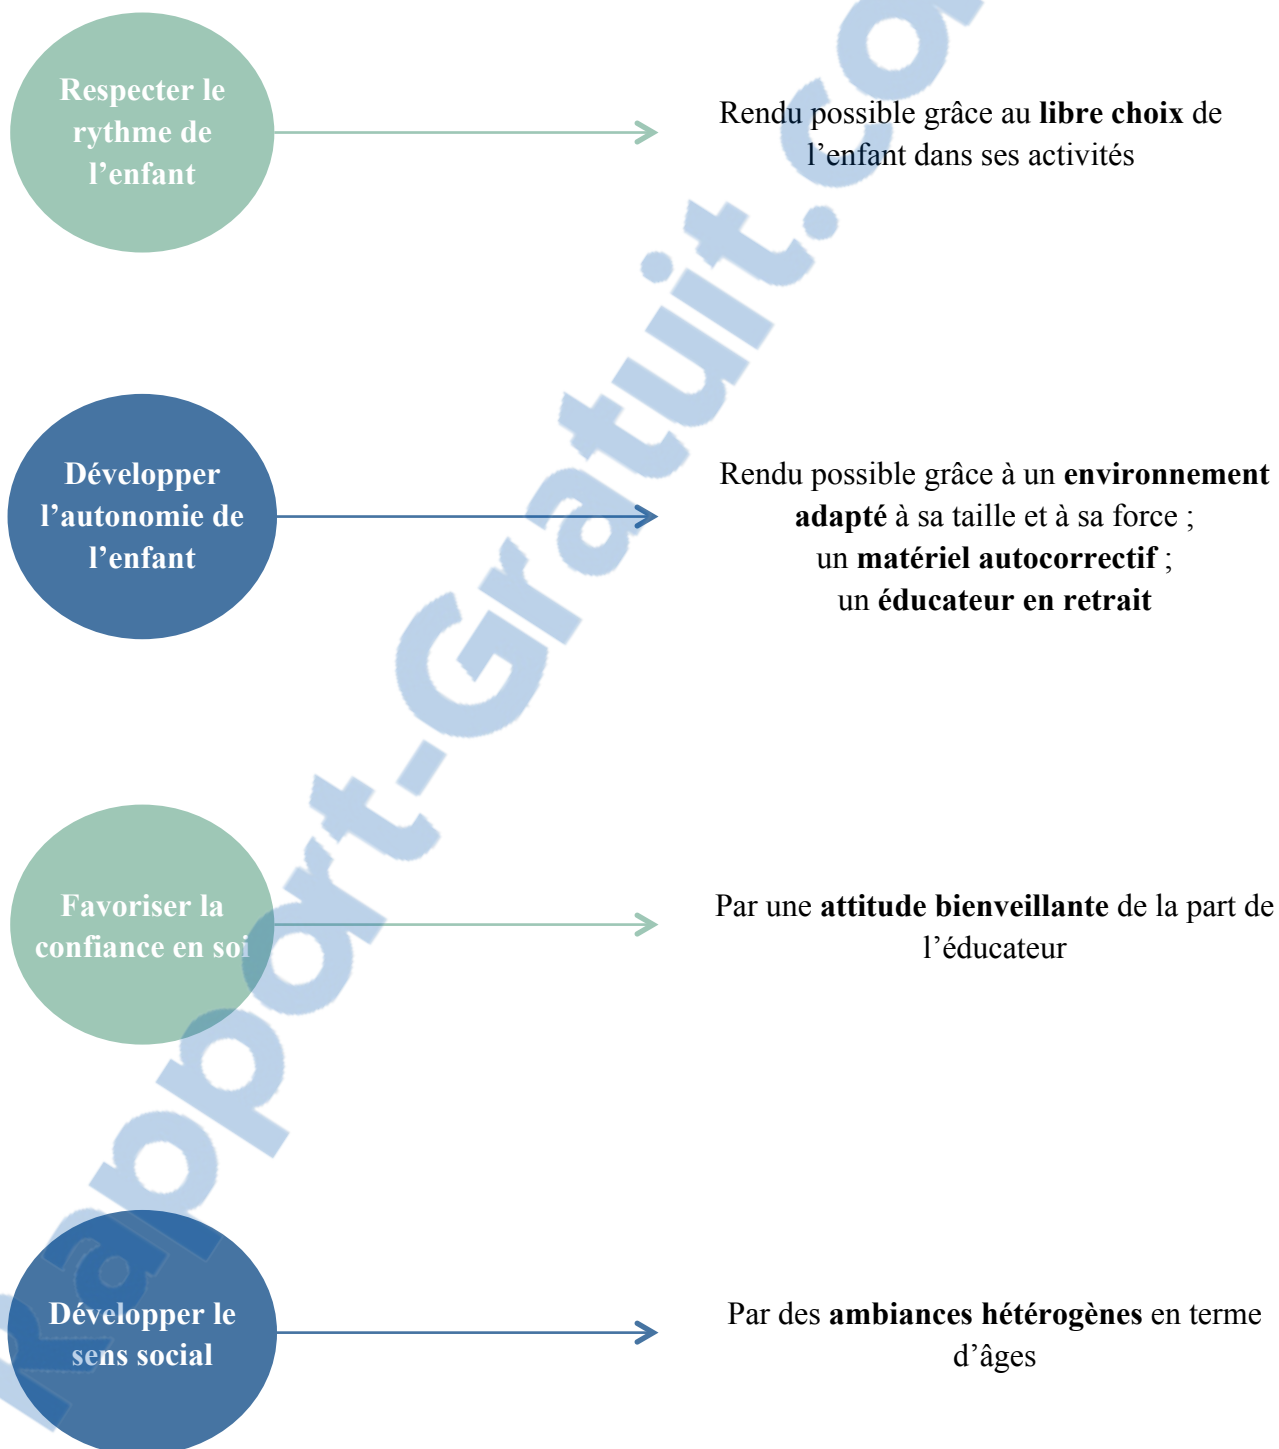 Respecter le
rythme de
l’enfant
Rendu possible grâce au libre choix de
l’enfant dans ses activités
Développer
l’autonomie de
l’enfant
Rendu possible grâce à un environnement
adapté à sa taille et à sa force ;
un matériel autocorrectif ;
un éducateur en retrait
Favoriser la
confiance en soi
Par une attitude bienveillante de la part de
l’éducateur
Développer le
sens social
Par des ambiances hétérogènes en terme
d’âges
Rapport-Gratuit.co